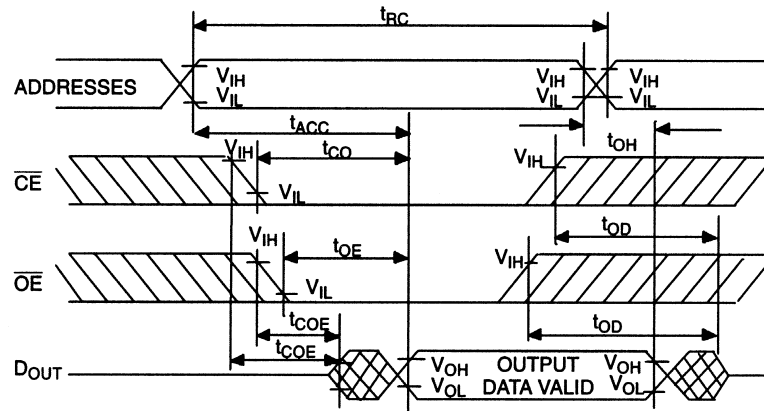 tRC
ADDRESSES
VIH
VIL
VIH
VIL
VIH
VIL
tACC
tOH
CE
VIH
tCO
VIL
VIH
tOD
OE
VIH
tOE
VIL
VIH
tCOE
tOD
tCOE
DOUT
VOH
VOL
OUTPUT
DATA VALID
VOH
VOL